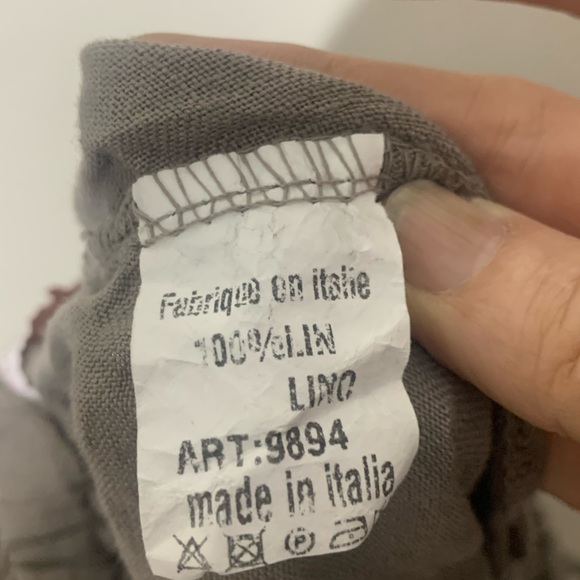 Fabrique en italie
100% LIN
LINO
ART:9894
made in italia
P